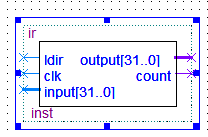 ir
ldir output[31..0]
clk count
input[31..0]
inst